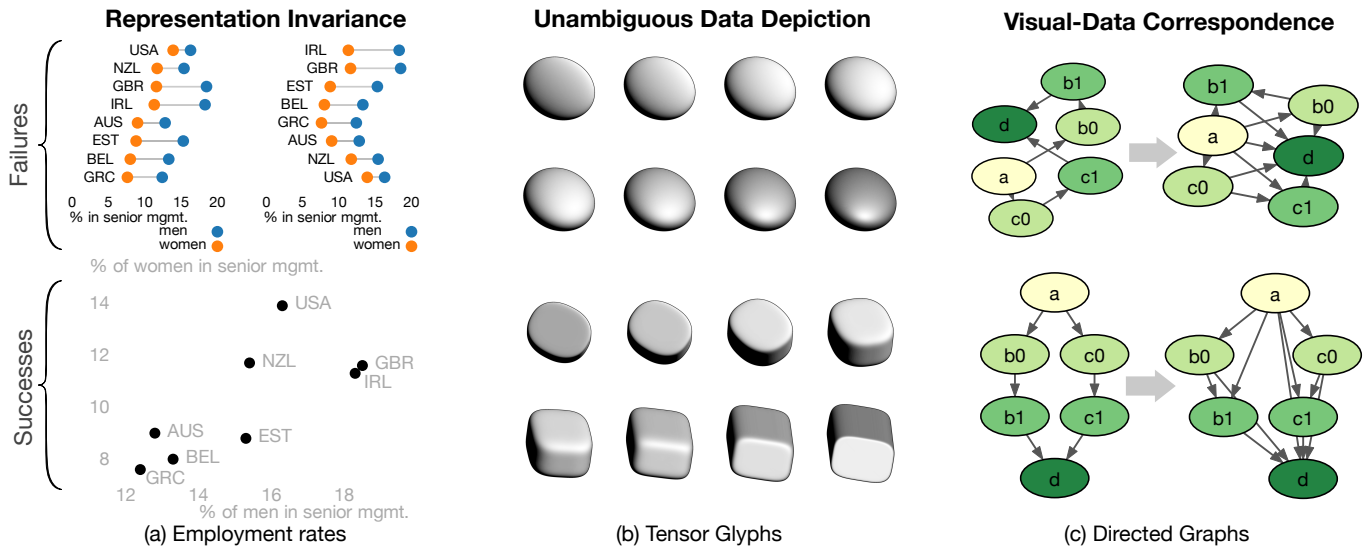 Representation Invariance
Unambiguous Data Depiction
Visual-Data Correspondence
Failures
USA
NZL
GBR
IRL
AUS
EST
BEL
GRC
0 5 10 15 20
% in senior mgmt.
men
women
IRL
GBR
EST
BEL
GRC
AUS
NZL
USA
0 5 10 15 20
% in senior mgmt.
men
women
b1
d
b0
a
c1
c0
b1
b0
a
d
c0
c1
Successes
% of women in senior mgmt.
14
12
10
8
USA
NZL
GBR
IRL
AUS
EST
BEL
GRC
12 14 16 18
% of men in senior mgmt.
a
b0 c0
b1 c1
d
a
b0 c0
b1 c1
d
(a) Employment rates
(b) Tensor Glyphs
(c) Directed Graphs